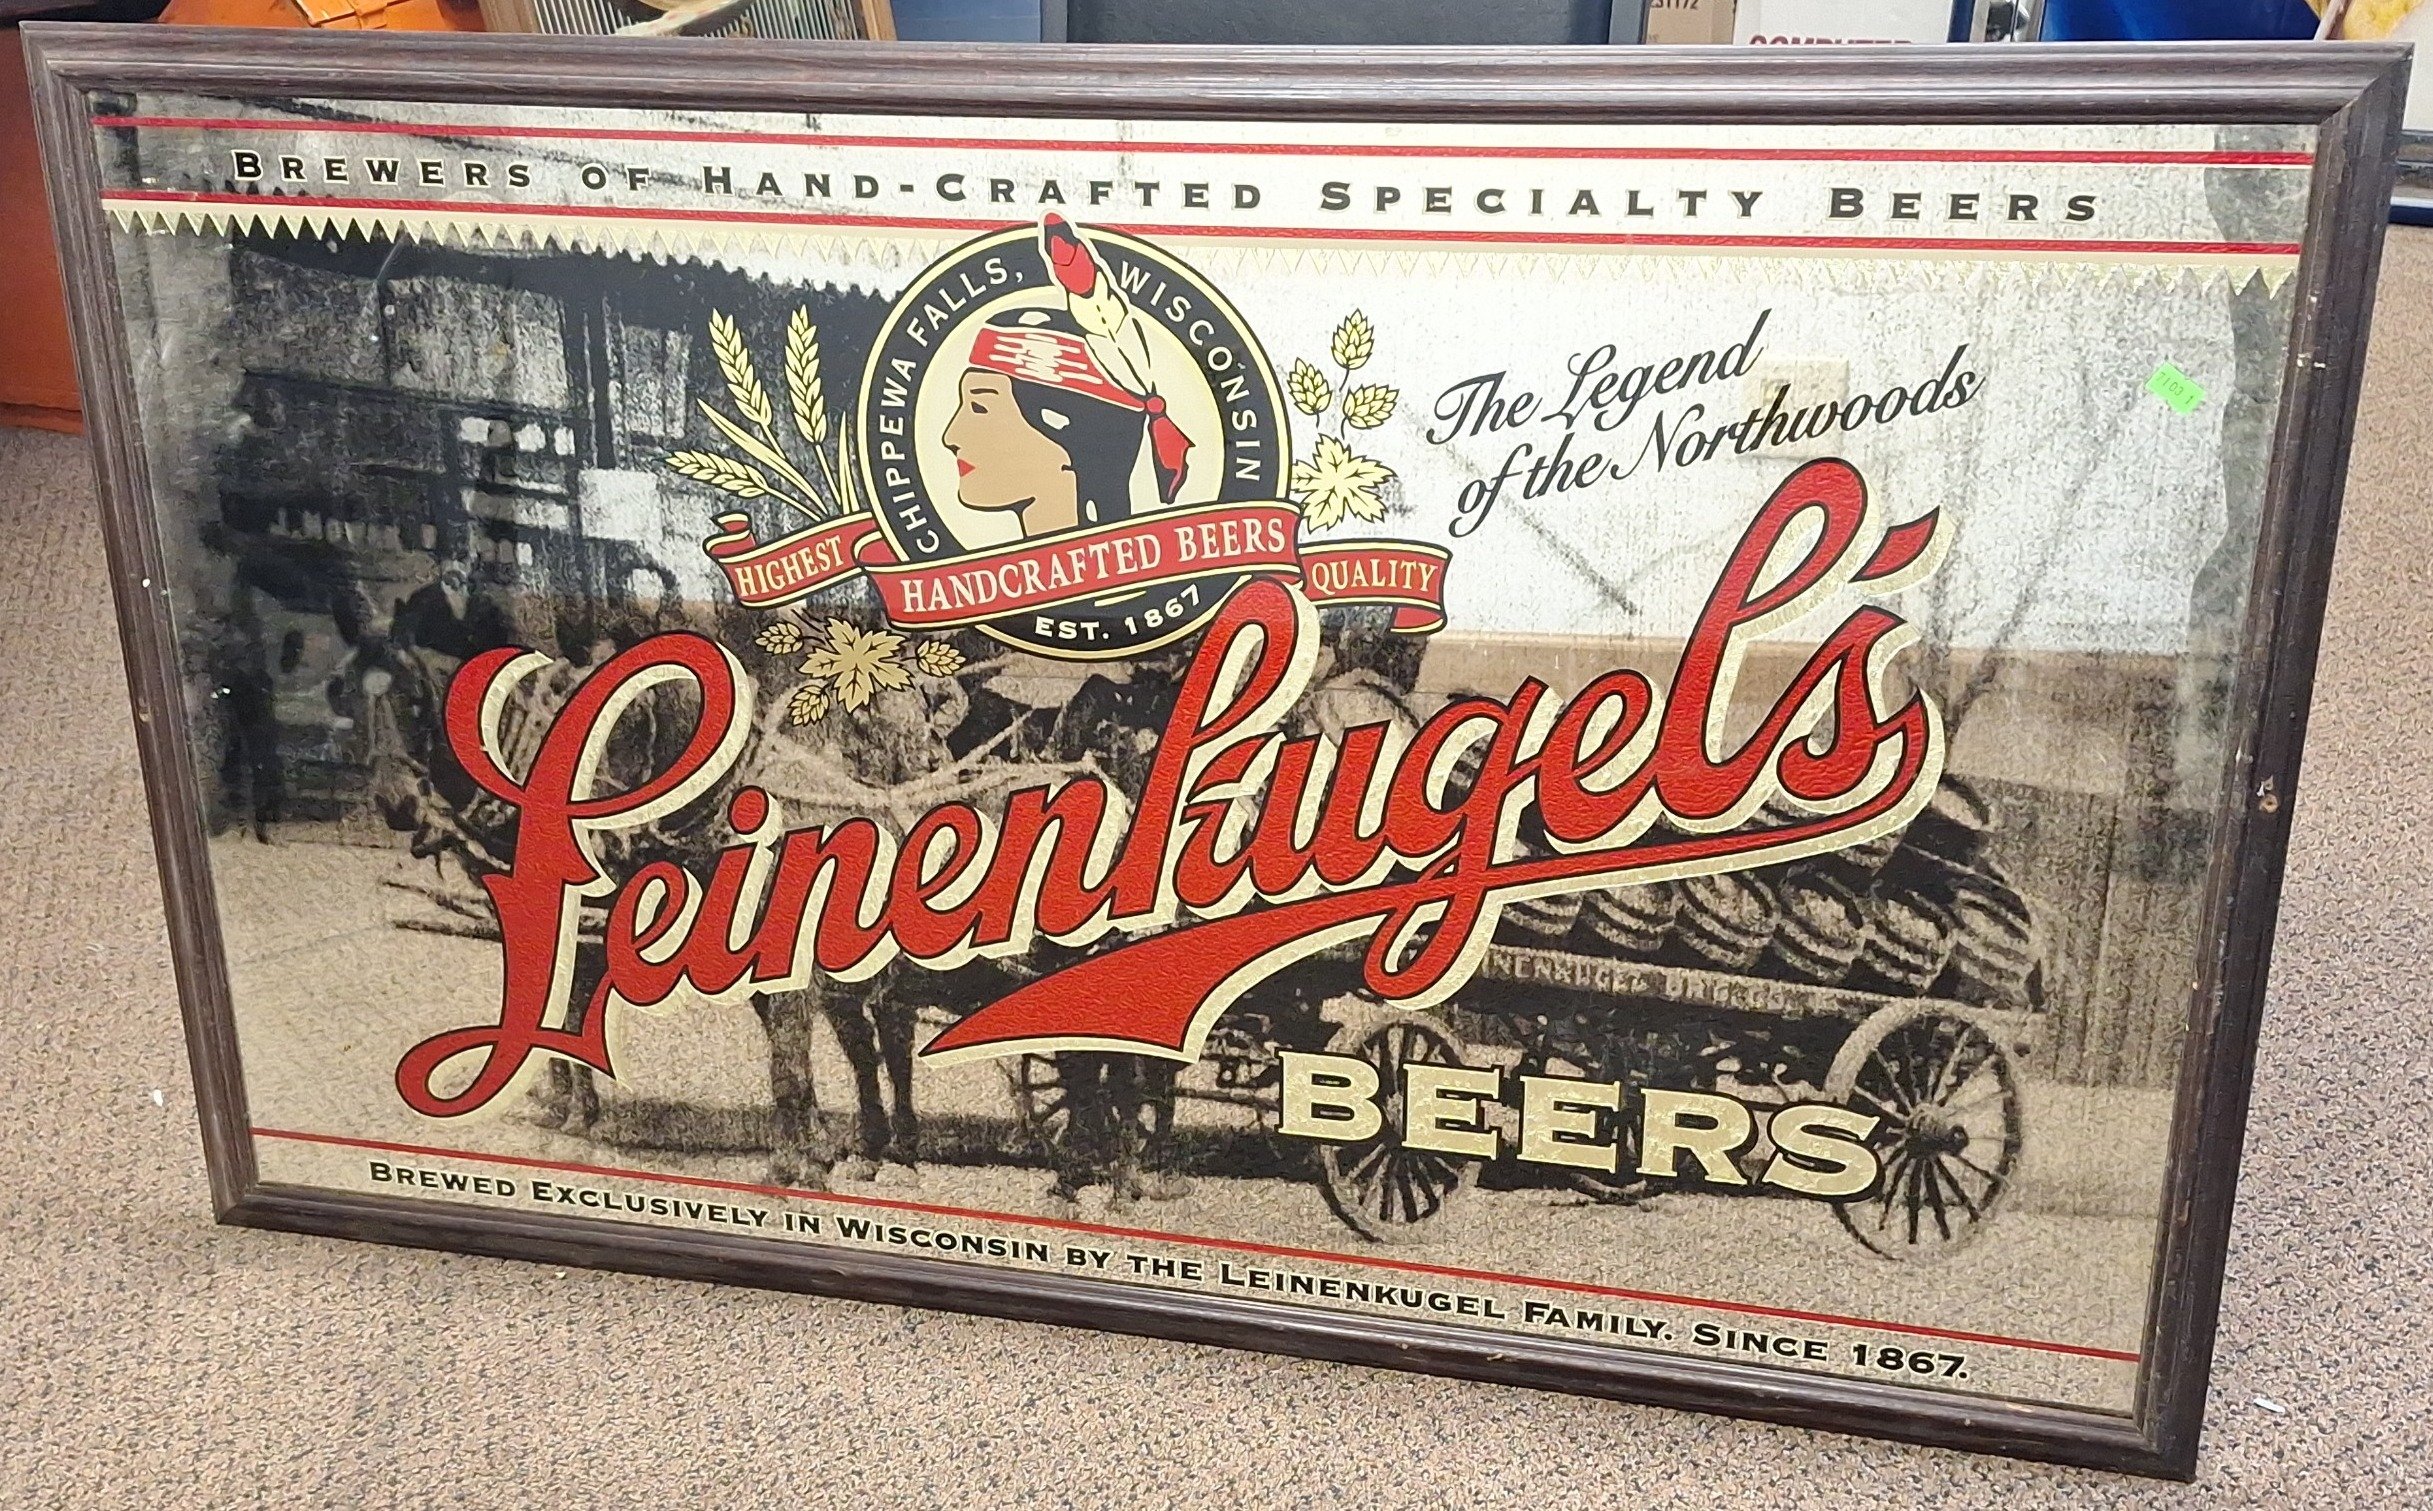 BREWERS OF HAND-CRAFTED SPECIALTY BEERS
CHIPPEWA FALLS, WISCONSIN
The Legend
of the Northwoods
HIGHEST HANDCRAFTED BEERS QUALITY
EST. 1867
Leinenkugel's
BEERS
BREWED EXCLUSIVELY IN WISCONSIN BY THE LEINENKUGEL FAMILY. SINCE 1867.